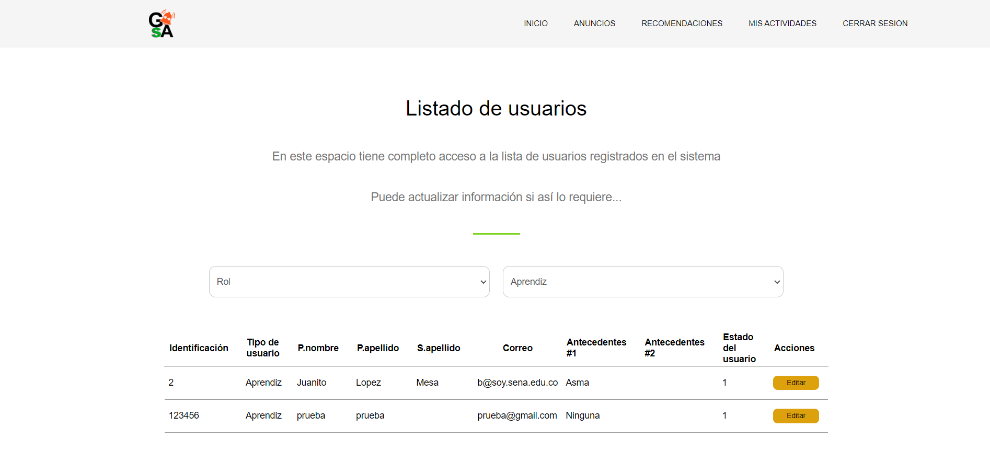 G SA
INICIO ANUNCIOS RECOMENDACIONES MIS ACTIVIDADES CERRAR SESION
Listado de usuarios
En este espacio tiene completo acceso a la lista de usuarios registrados en el sistema
Puede actualizar información si así lo requiere...
Rol Aprendiz
Identificación Tipo de usuario P.nombre P.apellido S.apellido Correo Antecedentes #1 Antecedentes #2 Estado del usuario Acciones
2 Aprendiz Juanito Lopez Mesa b@soy.sena.edu.co Asma 1 Editar
123456 Aprendiz prueba prueba prueba@gmail.com Ninguna 1 Editar